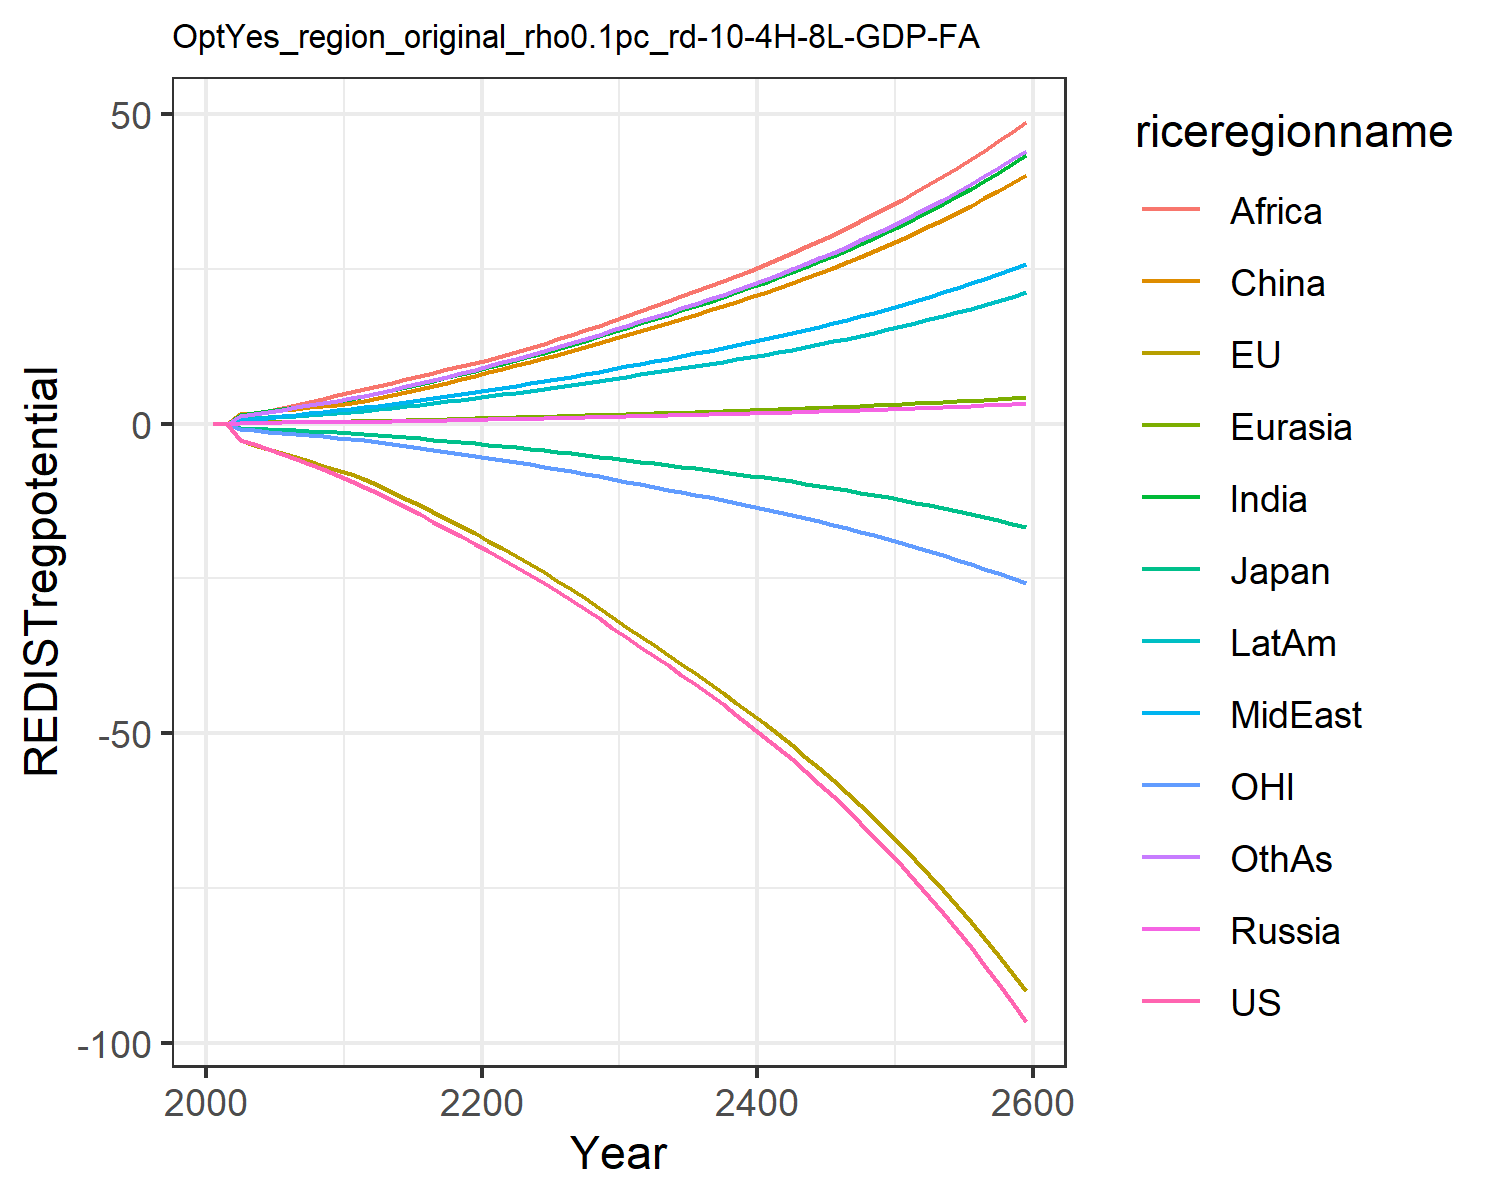 OptYes_region_original_rho0.1pc_rd-10-4H-8L-GDP-FA
REDISTregpotential
50
0
-50
-100
2000 2200 2400 2600
Year
riceregionname
Africa
China
EU
Eurasia
India
Japan
LatAm
MidEast
OHI
OthAs
Russia
US